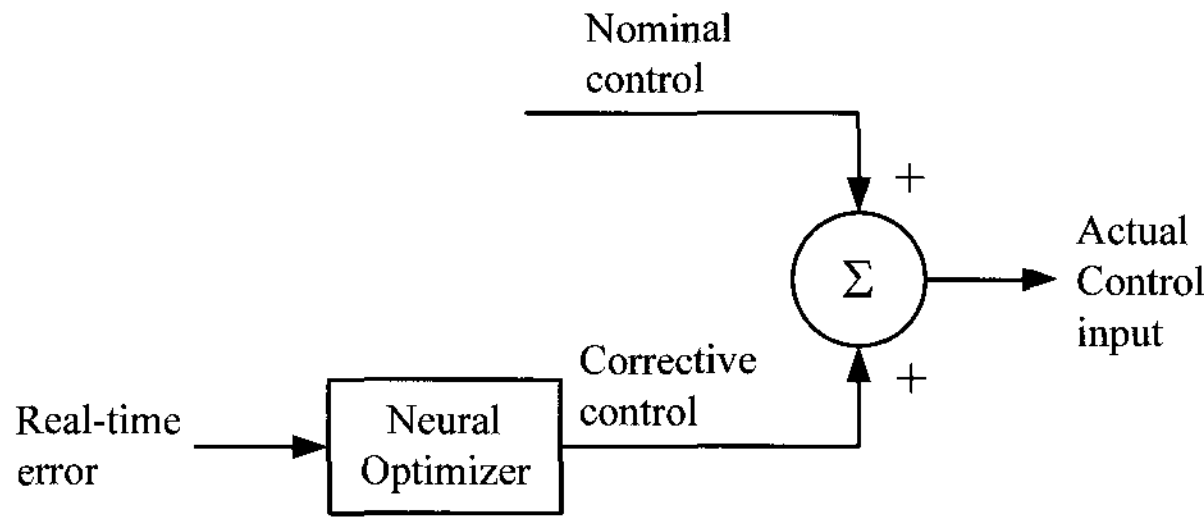 Nominal
control
+
Σ
Actual
Control
input
+
Corrective
control
Real-time
error
Neural
Optimizer